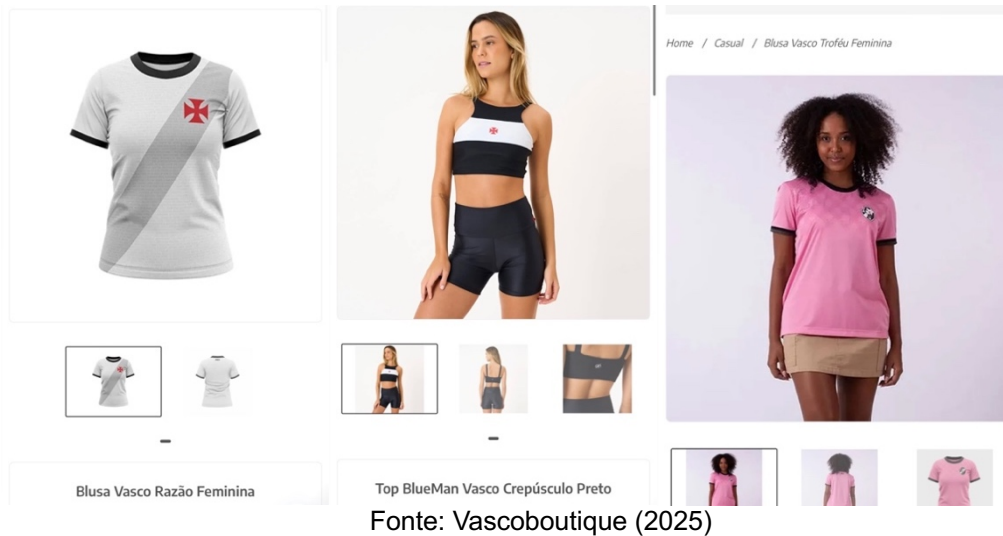 Home / Casual / Blusa Vasco Troféu Feminina
Blusa Vasco Razão Feminina
Top BlueMan Vasco Crepúsculo Preto
Fonte: Vascoboutique (2025)